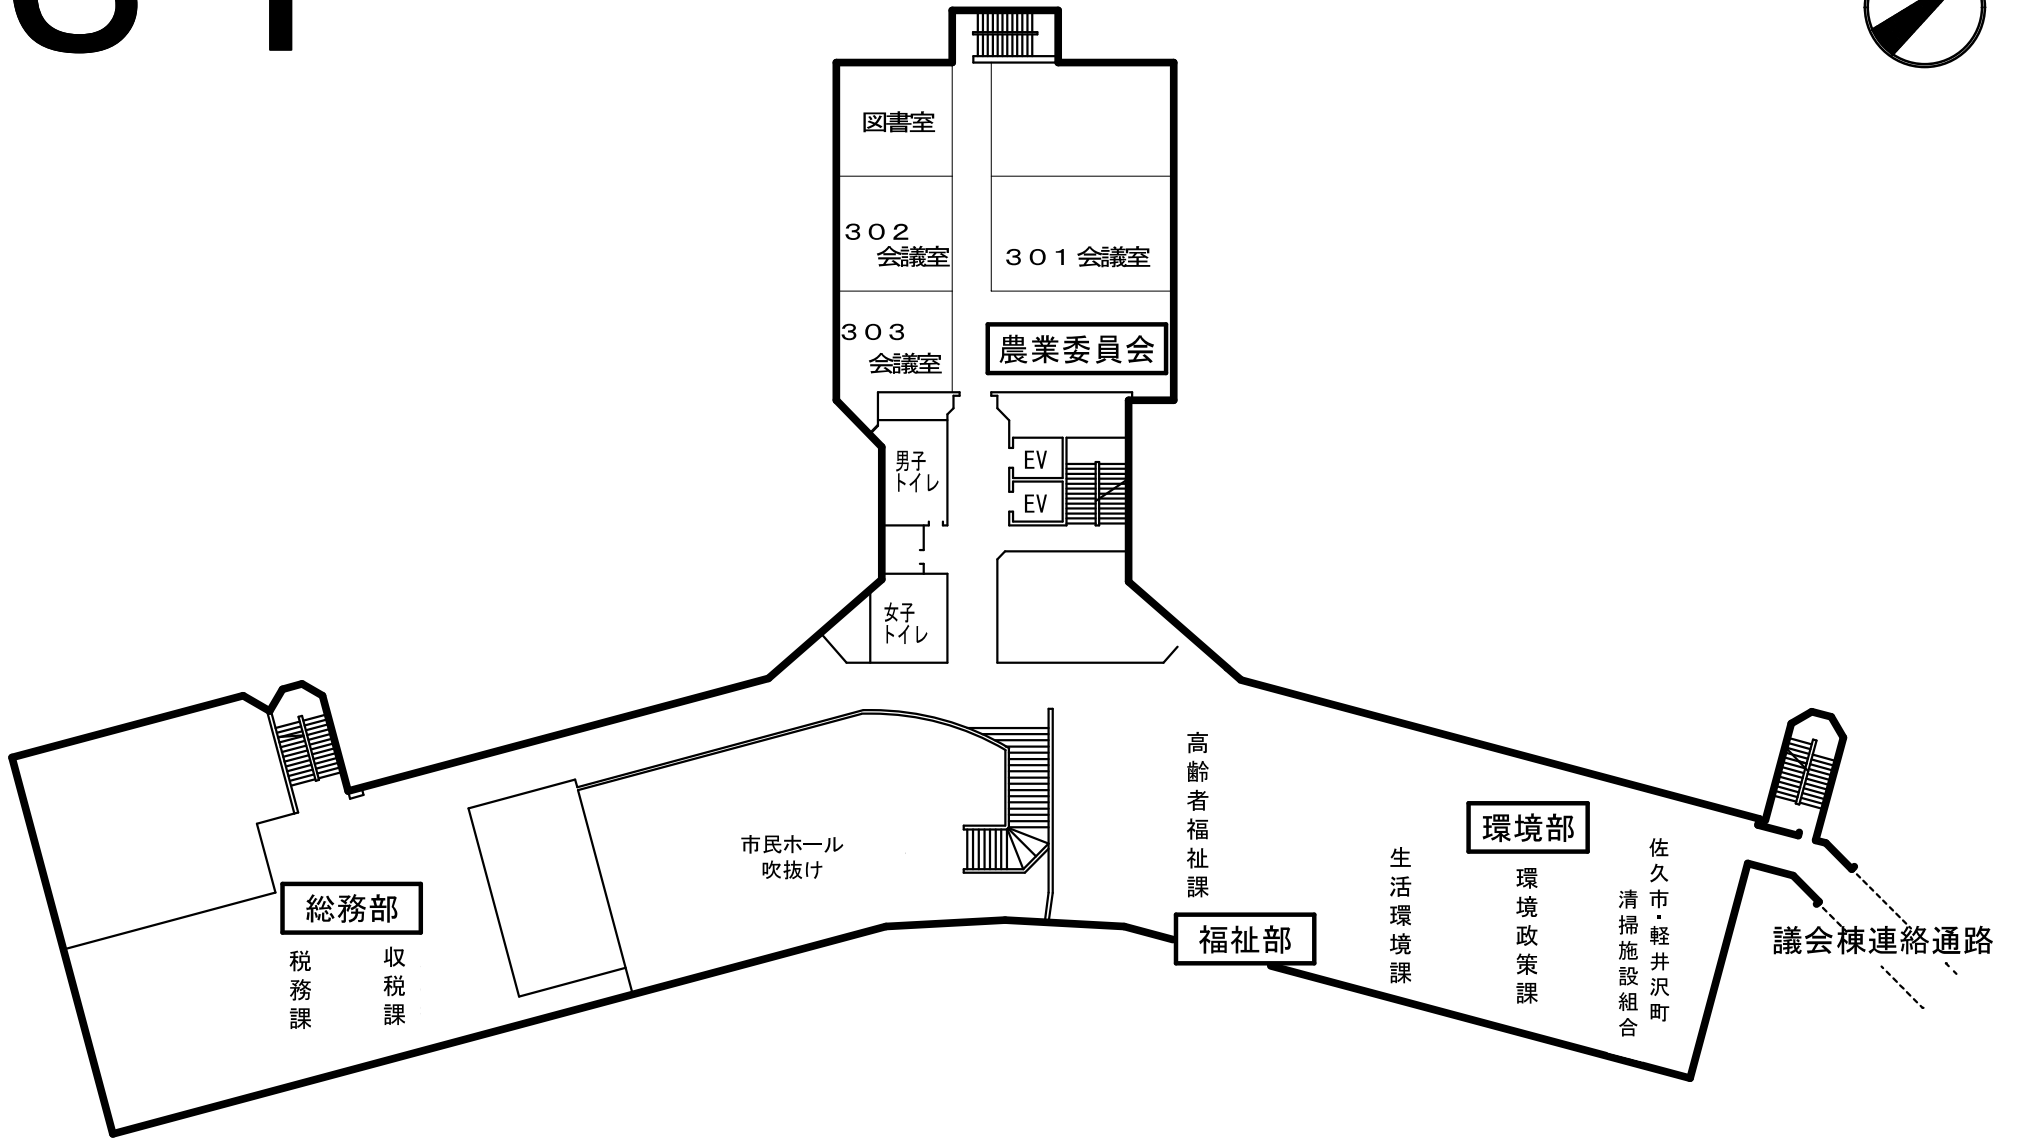 図書室
302
会議室
301会議室
303
会議室
農業委員会
男子
トイレ
EV
EV
女子
トイレ
高齢者福祉課
市民ホール
吹抜け
総務部
税務課
収税課
福祉部
生活環境課
環境部
環境政策課
佐久市・軽井沢町
清掃施設組合
議会棟連絡通路